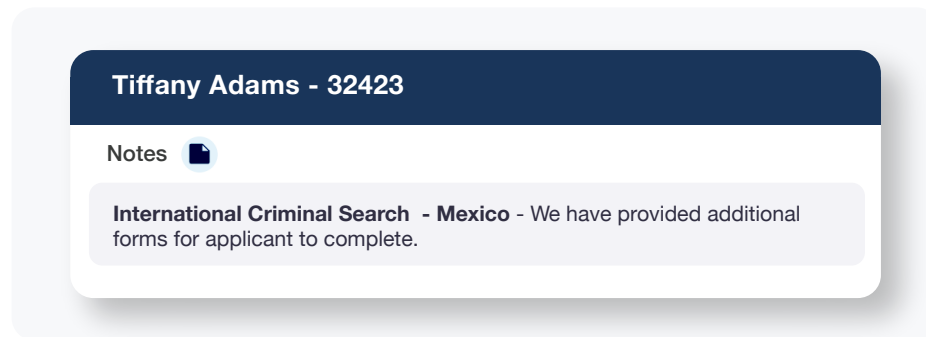 Tiffany Adams - 32423
Notes
International Criminal Search  - Mexico - We have provided additional
forms for applicant to complete.